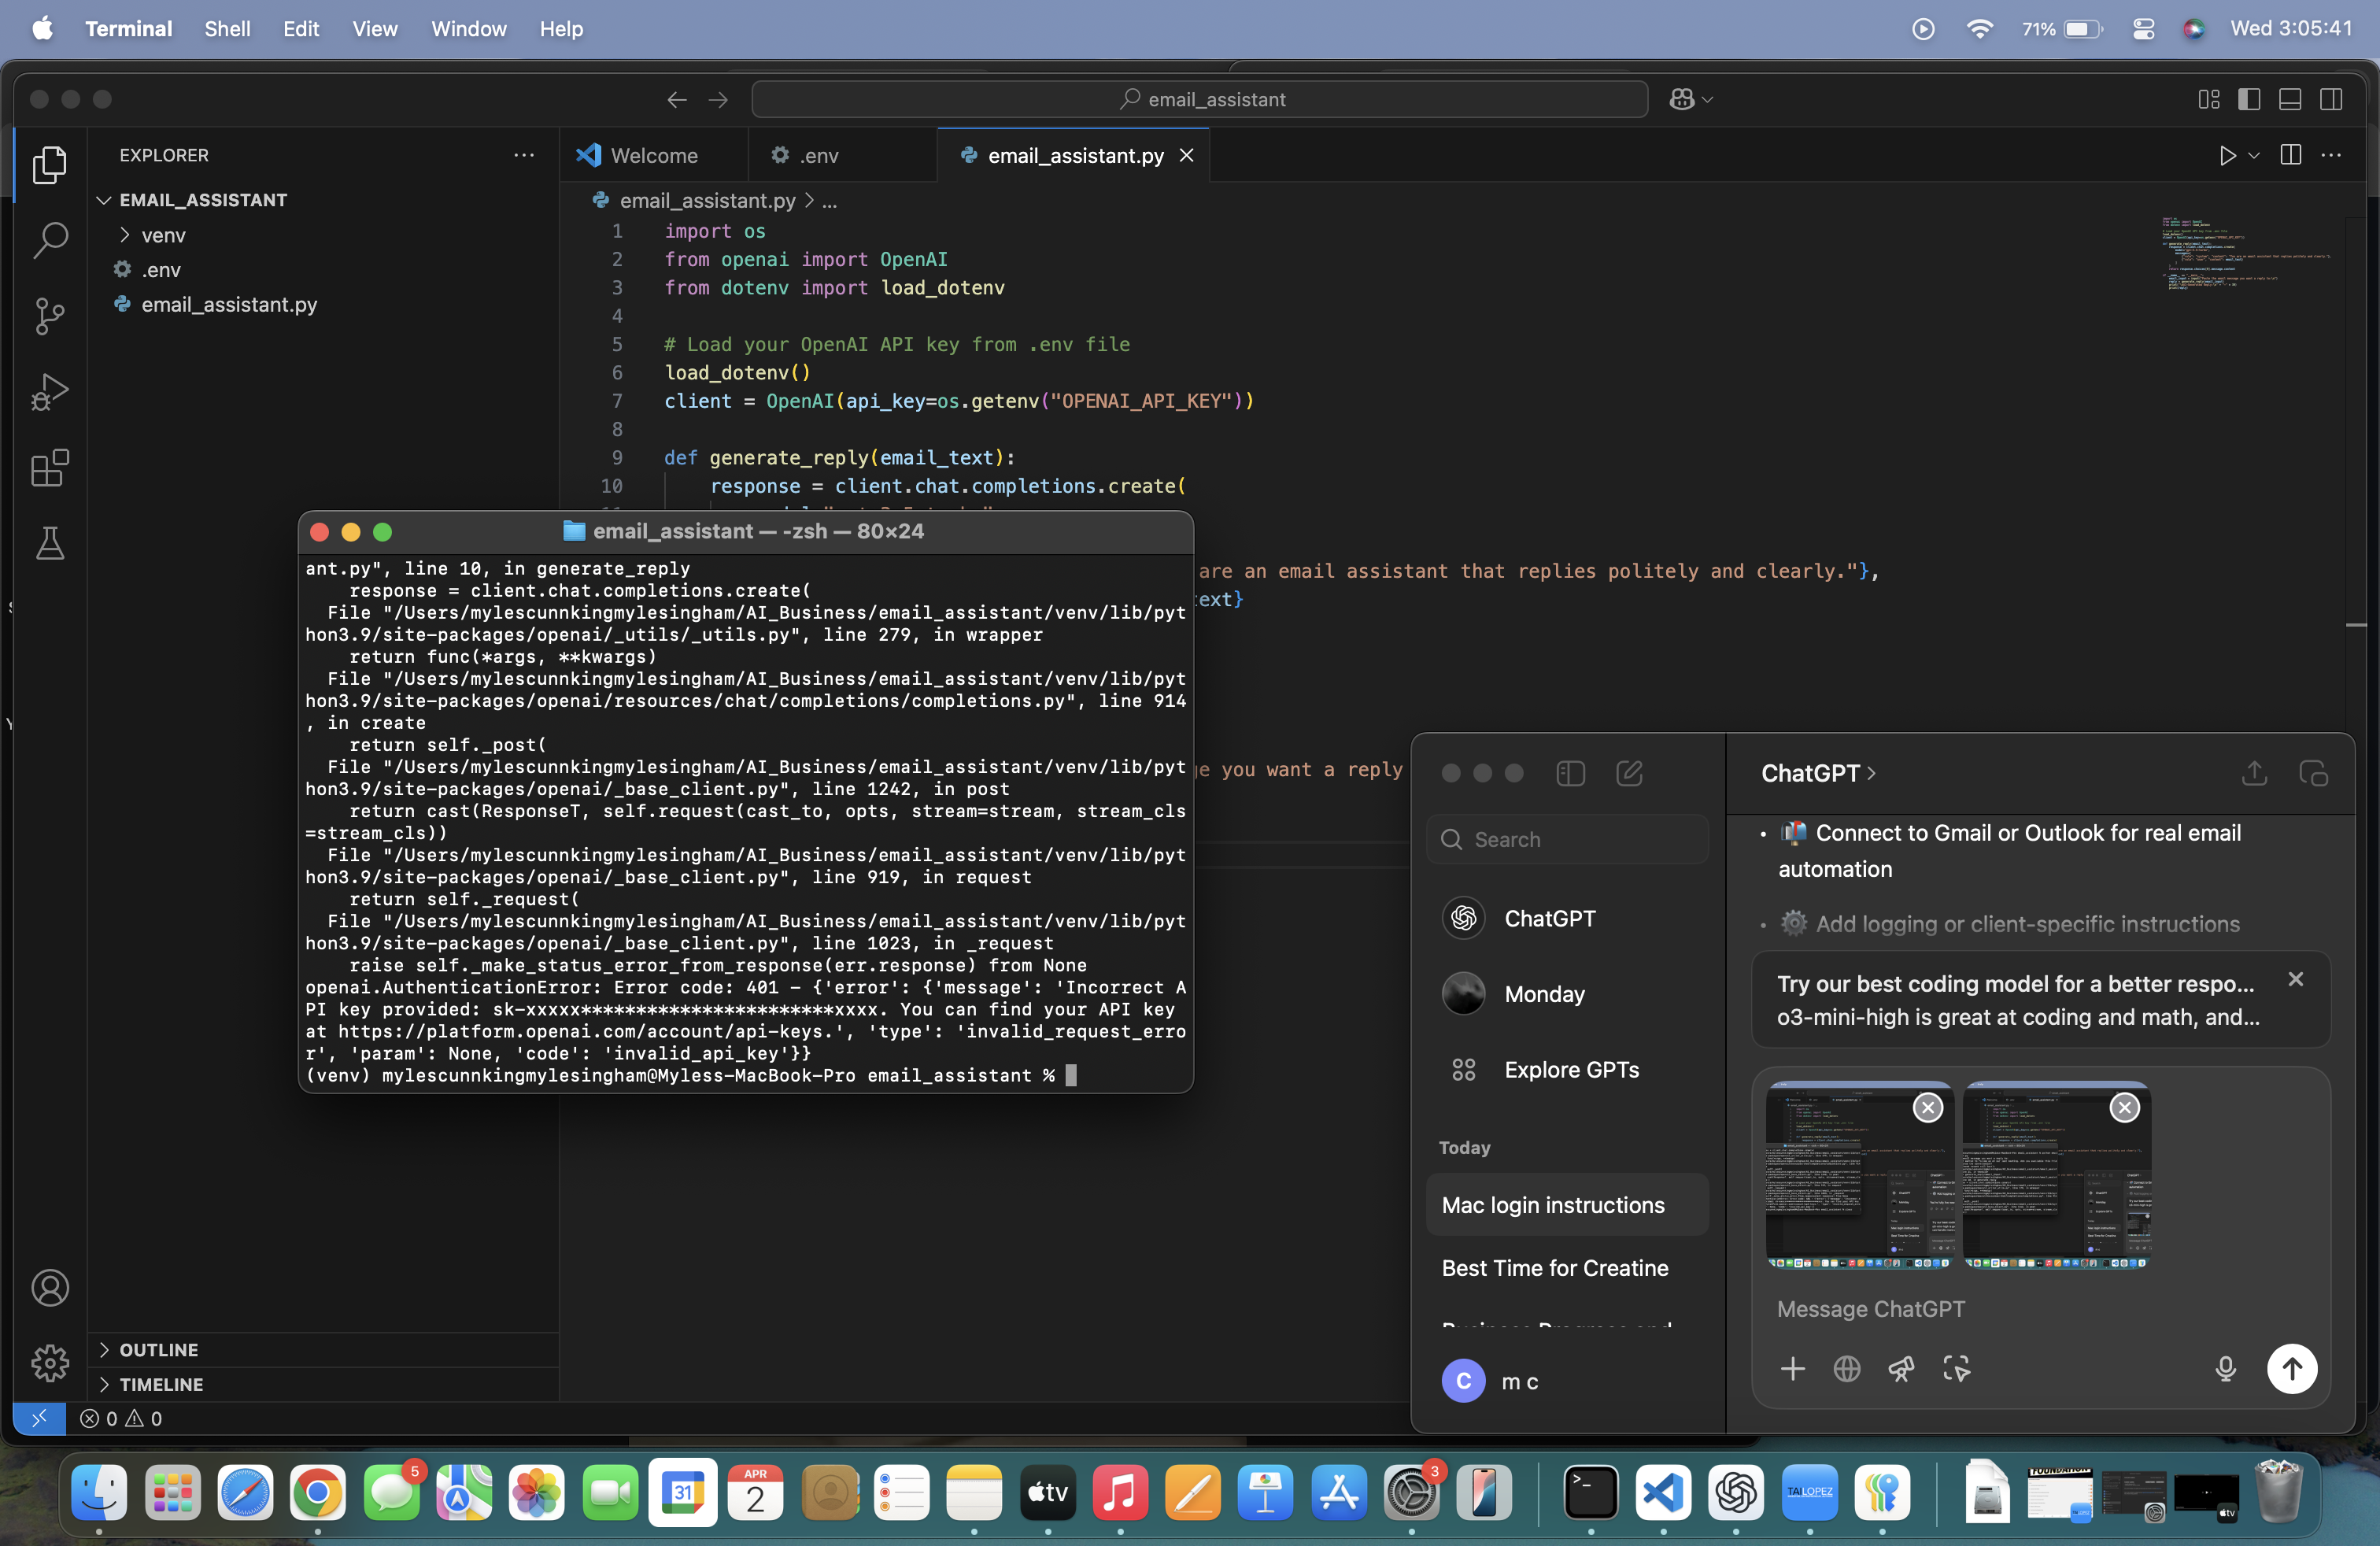 Terminal Shell Edit View Window Help
71% Wed 3:05:41
email_assistant
EXPLORER
EMAIL_ASSISTANT
venv
.env
email_assistant.py
OUTLINE
TIMELINE
0 0
Welcome .env email_assistant.py
email_assistant.py > ...
1 import os
2 from openai import OpenAI
3 from dotenv import load_dotenv
4
5 # Load your OpenAI API key from .env file
6 load_dotenv()
7 client = OpenAI(api_key=os.getenv("OPENAI_API_KEY"))
8
9 def generate_reply(email_text):
10 response = client.chat.completions.create(
are an email assistant that replies politely and clearly."},
ext}
e you want a reply
email_assistant — -zsh — 80×24
ant.py", line 10, in generate_reply
response = client.chat.completions.create(
File "/Users/mylescunnkingmylesingham/AI_Business/email_assistant/venv/lib/pyt
hon3.9/site-packages/openai/_utils/_utils.py", line 279, in wrapper
return func(*args, **kwargs)
File "/Users/mylescunnkingmylesingham/AI_Business/email_assistant/venv/lib/pyt
hon3.9/site-packages/openai/resources/chat/completions/completions.py", line 914
, in create
return self._post(
File "/Users/mylescunnkingmylesingham/AI_Business/email_assistant/venv/lib/pyt
hon3.9/site-packages/openai/_base_client.py", line 1242, in post
return cast(ResponseT, self.request(cast_to, opts, stream=stream, stream_cls
=stream_cls))
File "/Users/mylescunnkingmylesingham/AI_Business/email_assistant/venv/lib/pyt
hon3.9/site-packages/openai/_base_client.py", line 919, in request
return self._request(
File "/Users/mylescunnkingmylesingham/AI_Business/email_assistant/venv/lib/pyt
hon3.9/site-packages/openai/_base_client.py", line 1023, in _request
raise self._make_status_error_from_response(err.response) from None
openai.AuthenticationError: Error code: 401 - {'error': {'message': 'Incorrect A
PI key provided: sk-xxxxx***********************xxxx. You can find your API key
at https://platform.openai.com/account/api-keys.', 'type': 'invalid_request_erro
r', 'param': None, 'code': 'invalid_api_key'}}
(venv) mylescunnkingmylesingham@Myless-MacBook-Pro email_assistant %
Search
ChatGPT
Monday
Explore GPTs
Today
Mac login instructions
Best Time for Creatine
C m c
ChatGPT >
• Connect to Gmail or Outlook for real email
automation
• Add logging or client-specific instructions
Try our best coding model for a better respo...
o3-mini-high is great at coding and math, and...
Message ChatGPT
5
31
APR
2
tv
3
TAI LOPEZ
FOUNDATION